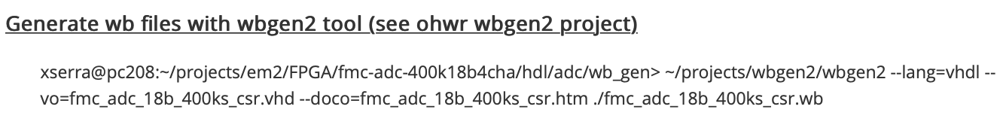 Generate wb files with wbgen2 tool (see ohwr wbgen2 project)
xserra@pc208:~/projects/em2/FPGA/fmc-adc-400k18b4cha/hdl/adc/wb_gen> ~/projects/wbgen2/wbgen2 --lang=vhdl --
vo=fmc_adc_18b_400ks_csr.vhd --doco=fmc_adc_18b_400ks_csr.htm ./fmc_adc_18b_400ks_csr.wb